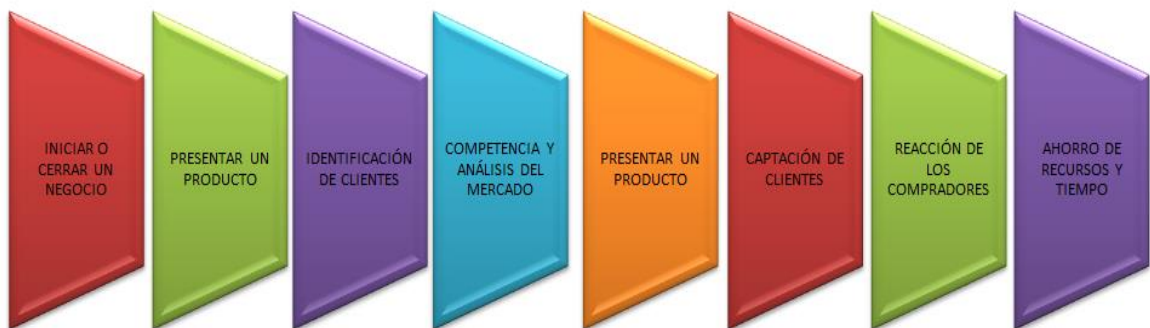 INICIAR O
CERRAR UN
NEGOCIO
PRESENTAR UN
PRODUCTO
IDENTIFICACIÓN
DE CLIENTES
COMPETENCIA Y
ANÁLISIS DEL
MERCADO
PRESENTAR UN
PRODUCTO
CAPTACIÓN DE
CLIENTES
REACCIÓN DE
LOS
COMPRADORES
AHORRO DE
RECURSOS Y
TIEMPO